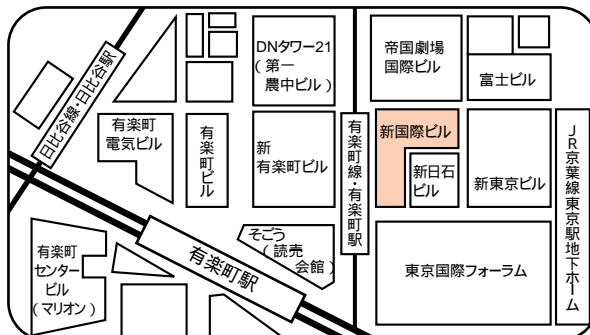 DNタワー21
(第一
農中ビル)
帝国劇場
国際ビル
富士ビル
日比谷線・日比谷駅
有楽町
電気ビル
有楽町ビル
新
有楽町ビル
有楽町線・有楽町駅
新国際ビル
新日石
ビル
新東京ビル
JR京葉線東京駅地下ホーム
有楽町
センター
ビル
(マリオン)
有楽町駅
そごう
(読売
会館)
東京国際フォーラム